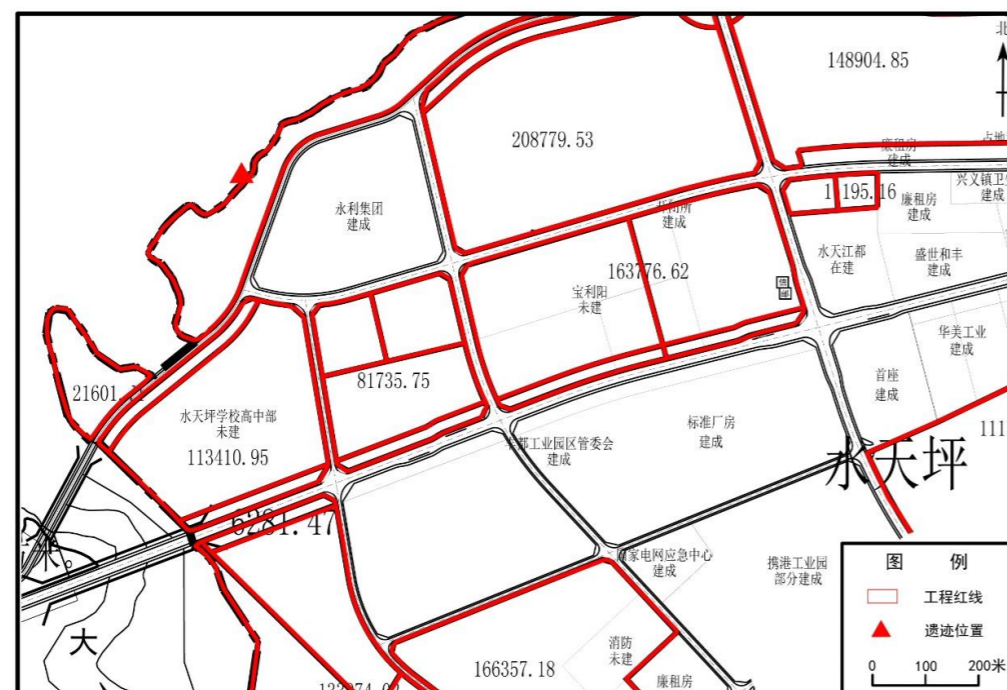 北
148904.85
208779.53
廉租房
建成
占地
兴义镇卫生
建成
永利集团
建成
建成
11195.16
廉租房
建成
水天江都
在建
盛世和丰
建成
163776.62
宝利阳
未建
华美工业
建成
首座
建成
81735.75
水天坪学校高中部
未建
113410.95
标准厂房
建成
丰都工业园区管委会
建成
111
水天坪
6281.47
国家电网应急中心
建成
携港工业园
部分建成
大
消防
未建
166357.18
廉租房
图 例
工程红线
遗迹位置
0 100 200米